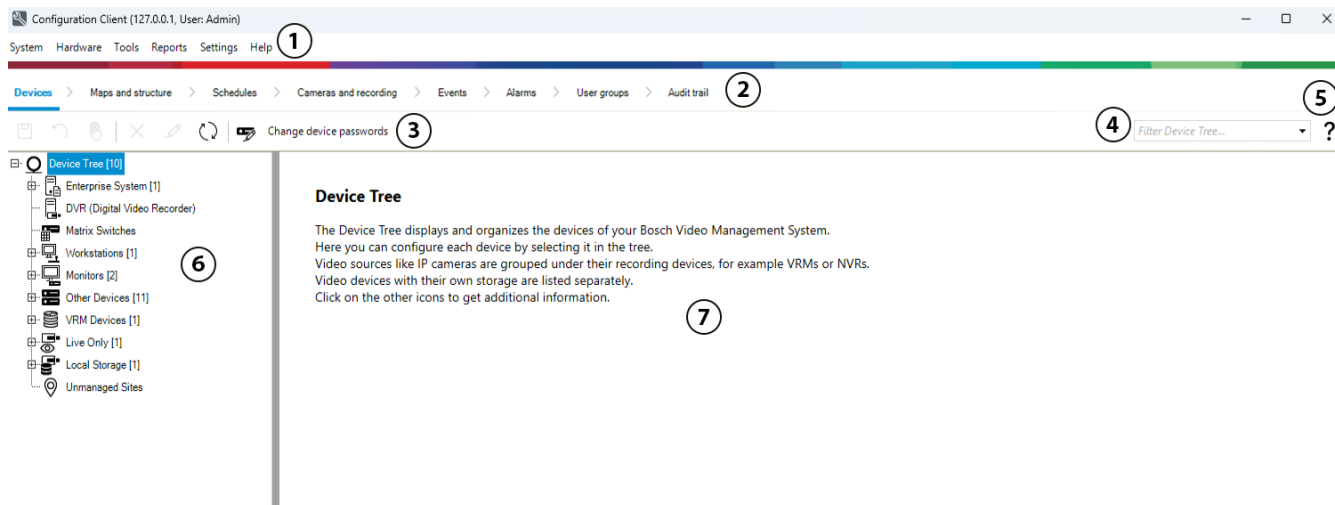 Configuration Client (127.0.0.1, User: Admin)
System Hardware Tools Reports Settings Help 1
Devices > Maps and structure > Schedules > Cameras and recording > Events > Alarms > User groups > Audit trail 2
5
Change device passwords 3
4 Filter Device Tree... ?
Device Tree [10]
Enterprise System [1]
DVR (Digital Video Recorder)
Matrix Switches
Workstations [1]
6
Monitors [2]
Other Devices [11]
VRM Devices [1]
Live Only [1]
Local Storage [1]
Unmanaged Sites
Device Tree
The Device Tree displays and organizes the devices of your Bosch Video Management System.
Here you can configure each device by selecting it in the tree.
Video sources like IP cameras are grouped under their recording devices, for example VRMs or NVRs.
Video devices with their own storage are listed separately.
Click on the other icons to get additional information.
7